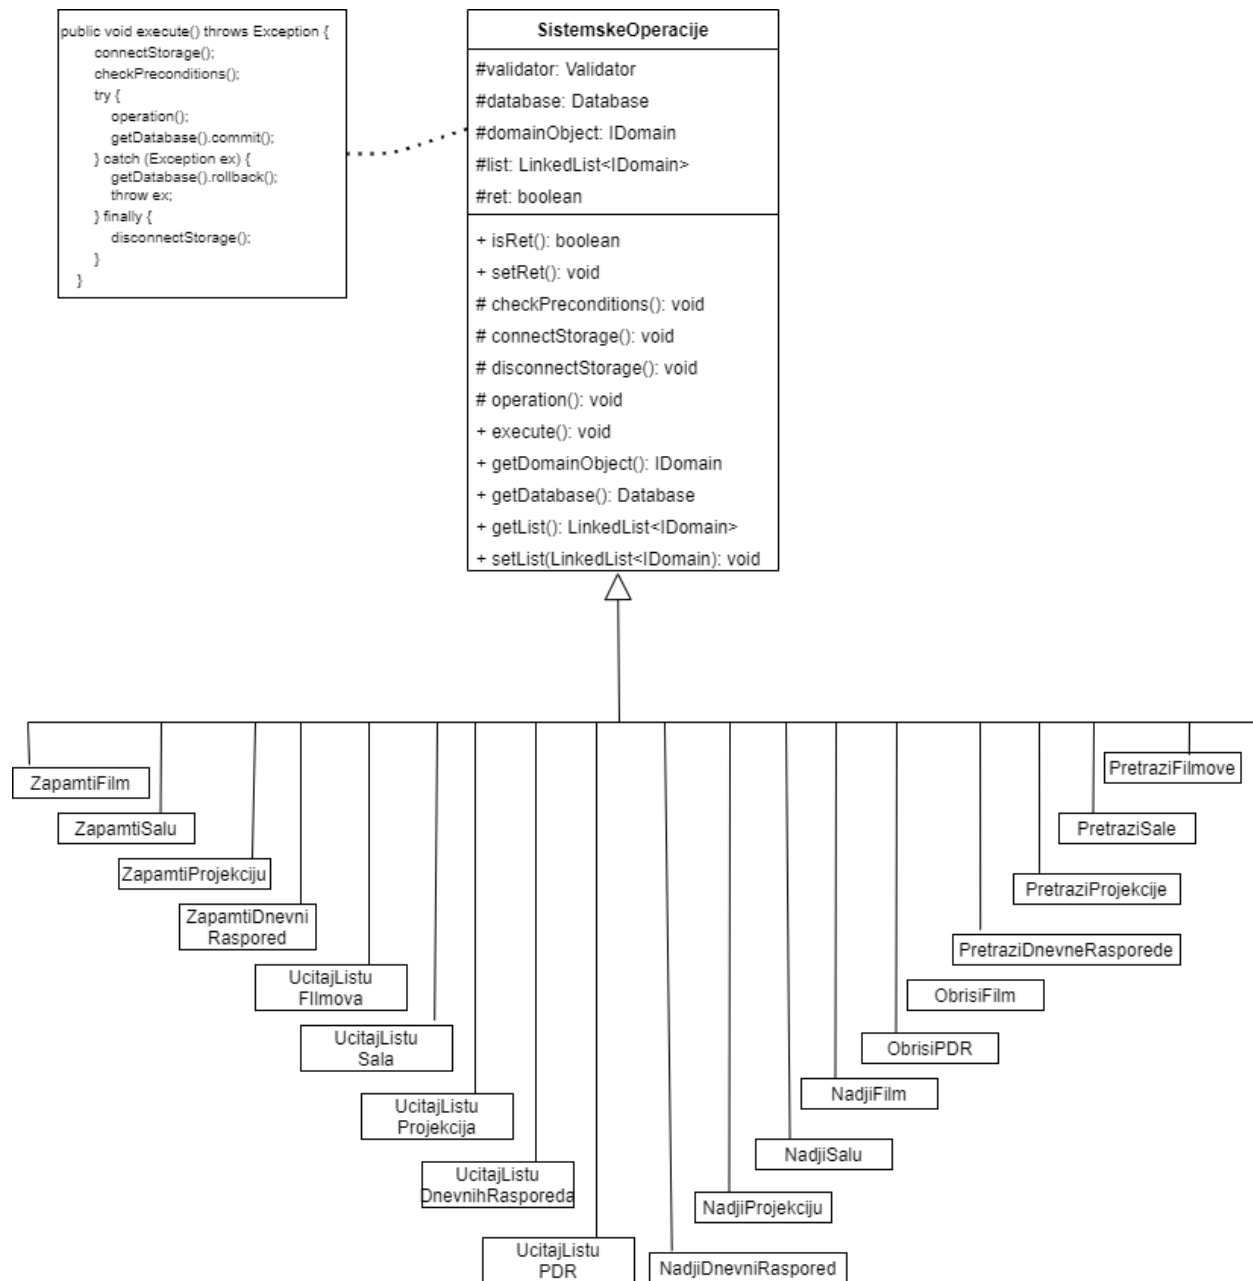 public void execute() throws Exception {
connectStorage();
checkPreconditions();
try {
operation();
getDatabase().commit();
} catch (Exception ex) {
getDatabase().rollback();
throw ex;
} finally {
disconnectStorage();
}
}
SistemskeOperacije
#validator: Validator
#database: Database
#domainObject: IDomain
#list: LinkedList<IDomain>
#ret: boolean
+ isRet(): boolean
+ setRet(): void
# checkPreconditions(): void
# connectStorage(): void
# disconnectStorage(): void
# operation(): void
+ execute(): void
+ getDomainObject(): IDomain
+ getDatabase(): Database
+ getList(): LinkedList<IDomain>
+ setList(LinkedList<IDomain): void
ZapamtiFilm
ZapamtiSalu
ZapamtiProjekciju
ZapamtiDnevni
Raspored
UcitajListu
FIlmova
UcitajListu
Sala
UcitajListu
Projekcija
UcitajListu
DnevnihRasporeda
UcitajListu
PDR
NadjiDnevniRaspored
NadjiProjekciju
NadjiSalu
NadjiFilm
ObrisiPDR
ObrisiFilm
PretraziDnevneRasporede
PretraziProjekcije
PretraziSale
PretraziFilmove